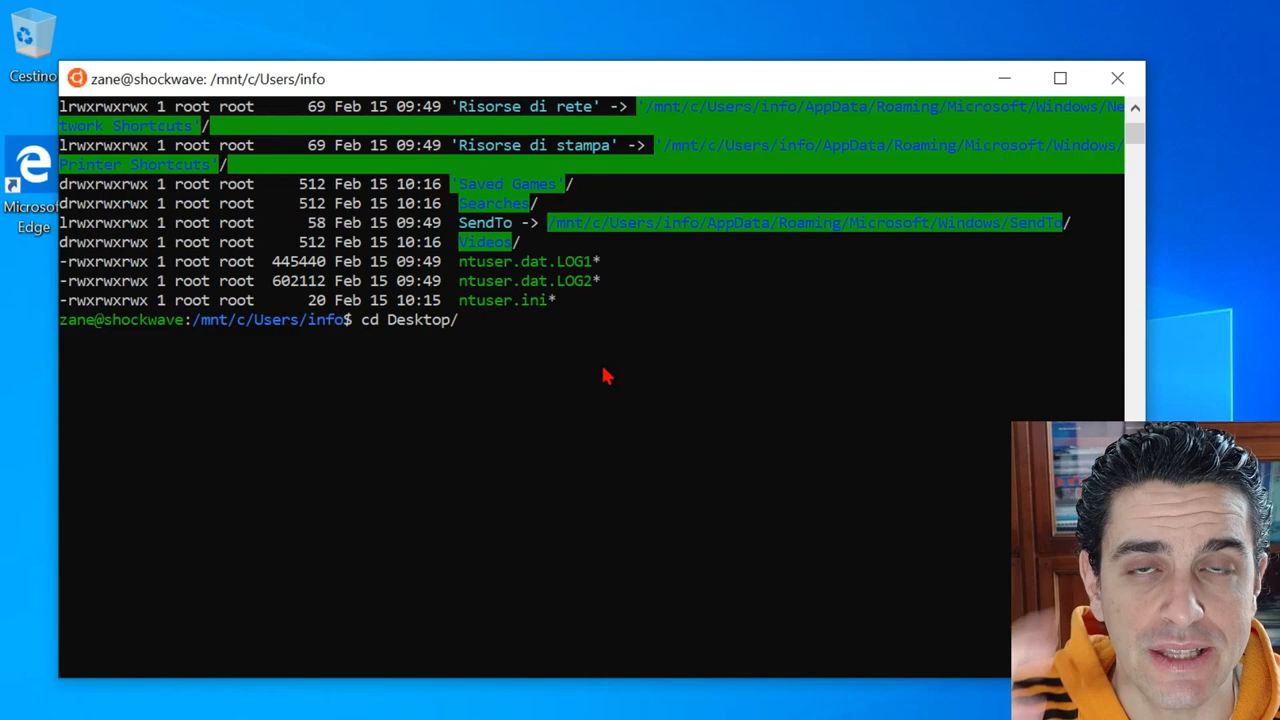 Cestino
Microsof
Edge
zane@shockwave: /mnt/c/Users/info
lrwxrwxrwx 1 root root 69 Feb 15 09:49 'Risorse di rete' -> '/mnt/c/Users/info/AppData/Roaming/Microsoft/Windows/Ne
twork Shortcuts'/
lrwxrwxrwx 1 root root 69 Feb 15 09:49 'Risorse di stampa' -> '/mnt/c/Users/info/AppData/Roaming/Microsoft/Windows/
Printer Shortcuts'/
drwxrwxrwx 1 root root 512 Feb 15 10:16 'Saved Games'/
drwxrwxrwx 1 root root 512 Feb 15 10:16 Searches/
lrwxrwxrwx 1 root root 58 Feb 15 09:49 SendTo -> /mnt/c/Users/info/AppData/Roaming/Microsoft/Windows/SendTo/
drwxrwxrwx 1 root root 512 Feb 15 10:16 Videos/
-rwxrwxrwx 1 root root 445440 Feb 15 09:49 ntuser.dat.LOG1*
-rwxrwxrwx 1 root root 602112 Feb 15 09:49 ntuser.dat.LOG2*
-rwxrwxrwx 1 root root 20 Feb 15 10:15 ntuser.ini*
zane@shockwave:/mnt/c/Users/info$ cd Desktop/